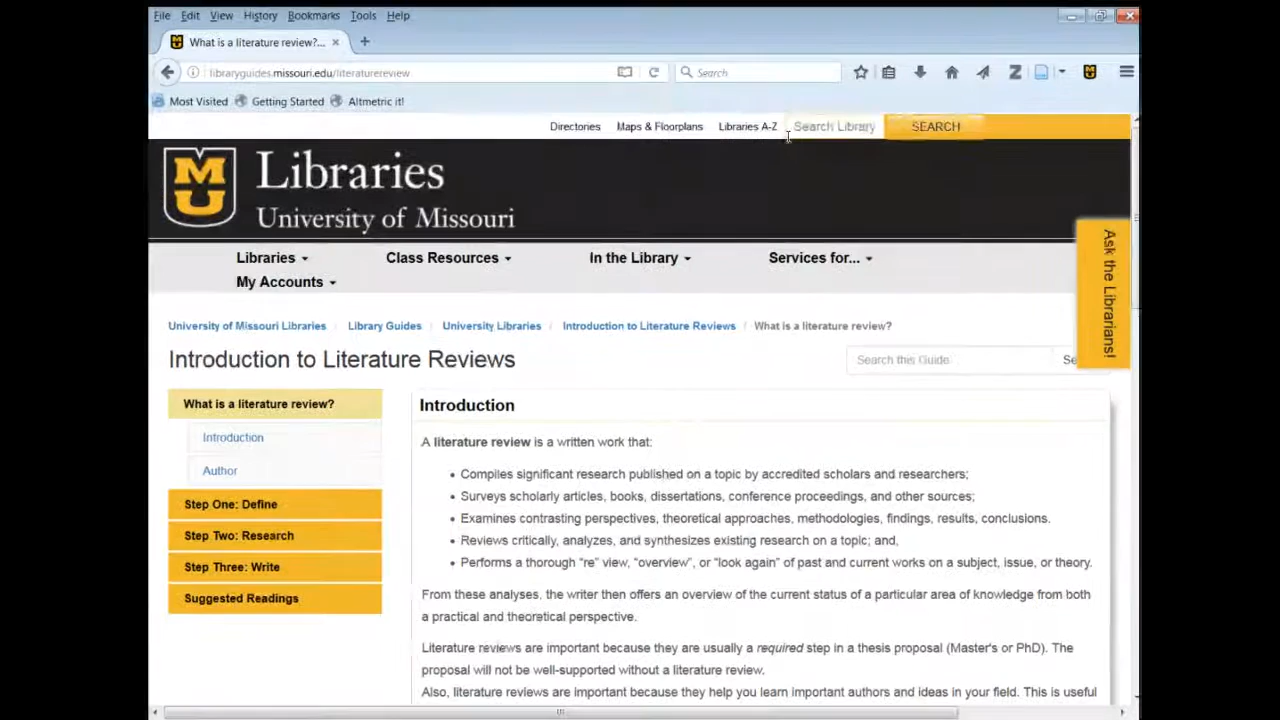 File Edit View History Bookmarks Tools Help
What is a literature review?...
libraryguides.missouri.edu/literaturereview
Search
Most Visited Getting Started Altmetric it!
Directories Maps & Floorplans Libraries A-Z Search Library SEARCH
MU Libraries
University of Missouri
Libraries Class Resources In the Library Services for...
My Accounts
Ask the Librarians!
University of Missouri Libraries / Library Guides / University Libraries / Introduction to Literature Reviews / What is a literature review?
Introduction to Literature Reviews
Search this Guide
What is a literature review?
Introduction
Author
Step One: Define
Step Two: Research
Step Three: Write
Suggested Readings
Introduction
A literature review is a written work that:
• Compiles significant research published on a topic by accredited scholars and researchers;
• Surveys scholarly articles, books, dissertations, conference proceedings, and other sources;
• Examines contrasting perspectives, theoretical approaches, methodologies, findings, results, conclusions.
• Reviews critically, analyzes, and synthesizes existing research on a topic; and,
• Performs a thorough "re" view, "overview", or "look again" of past and current works on a subject, issue, or theory.
From these analyses, the writer then offers an overview of the current status of a particular area of knowledge from both
a practical and theoretical perspective.
Literature reviews are important because they are usually a required step in a thesis proposal (Master's or PhD). The
proposal will not be well-supported without a literature review.
Also, literature reviews are important because they help you learn important authors and ideas in your field. This is useful